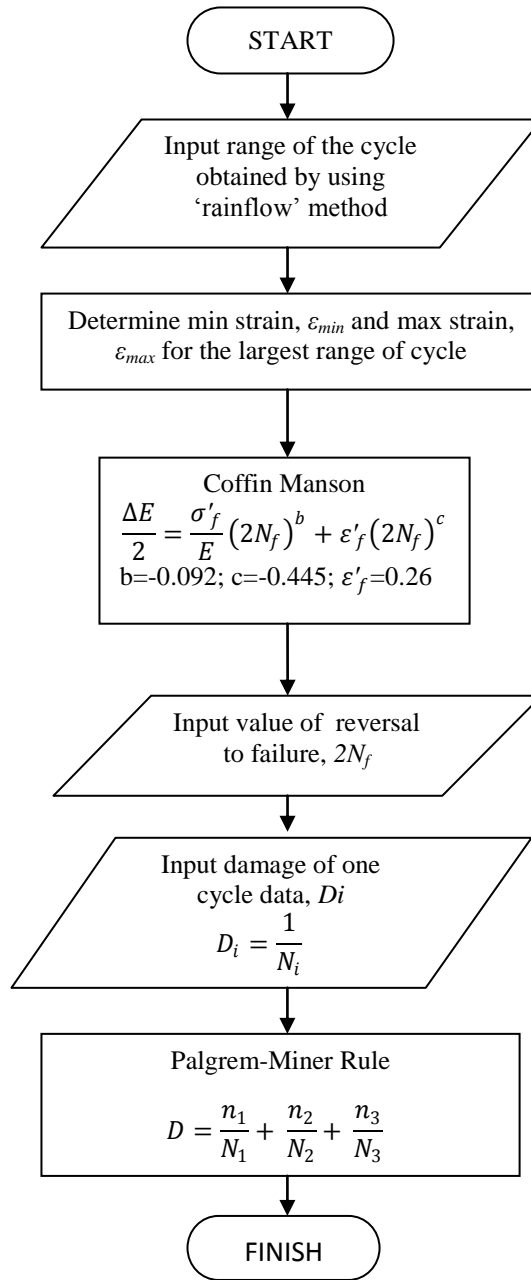 START
Input range of the cycle
obtained by using
‘rainflow’ method
Determine min strain, εmin and max strain,
εmax for the largest range of cycle
Coffin Manson
ΔE/2 = σ′f/E (2Nf)^b + ε′f(2Nf)^c
b=-0.092; c=-0.445; ε′f=0.26
Input value of reversal
to failure, 2Nf
Input damage of one
cycle data, Di
Di = 1/Ni
Palgrem-Miner Rule
D = n1/N1 + n2/N2 + n3/N3
FINISH